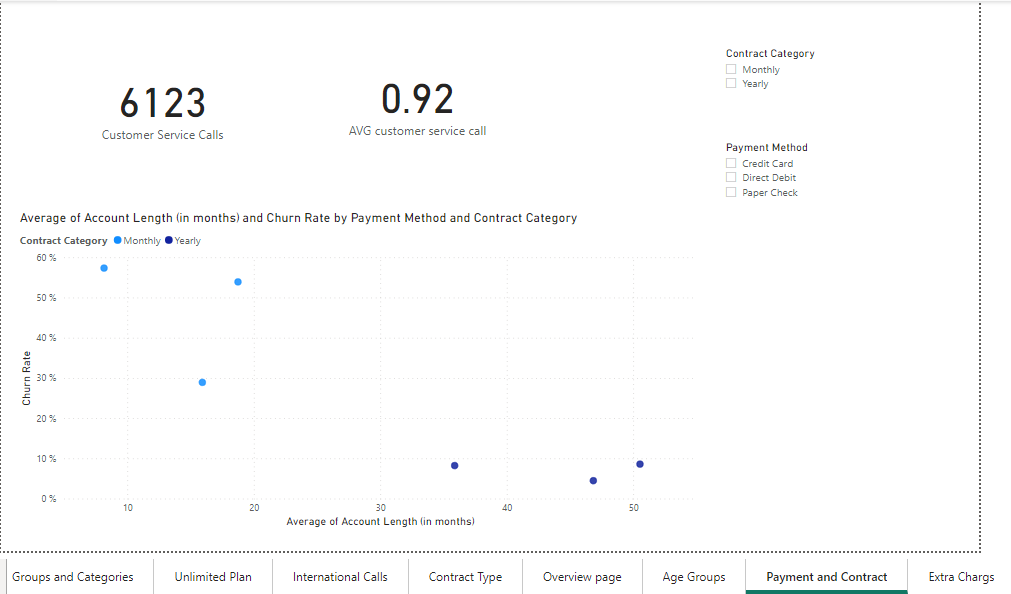 6123
Customer Service Calls
0.92
AVG customer service call
Contract Category
Monthly
Yearly
Payment Method
Credit Card
Direct Debit
Paper Check
Average of Account Length (in months) and Churn Rate by Payment Method and Contract Category
Contract Category Monthly Yearly
60 %
50 %
40 %
30 %
20 %
10 %
0 %
Churn Rate
10 20 30 40 50
Average of Account Length (in months)
Groups and Categories Unlimited Plan International Calls Contract Type Overview page Age Groups Payment and Contract Extra Chargs